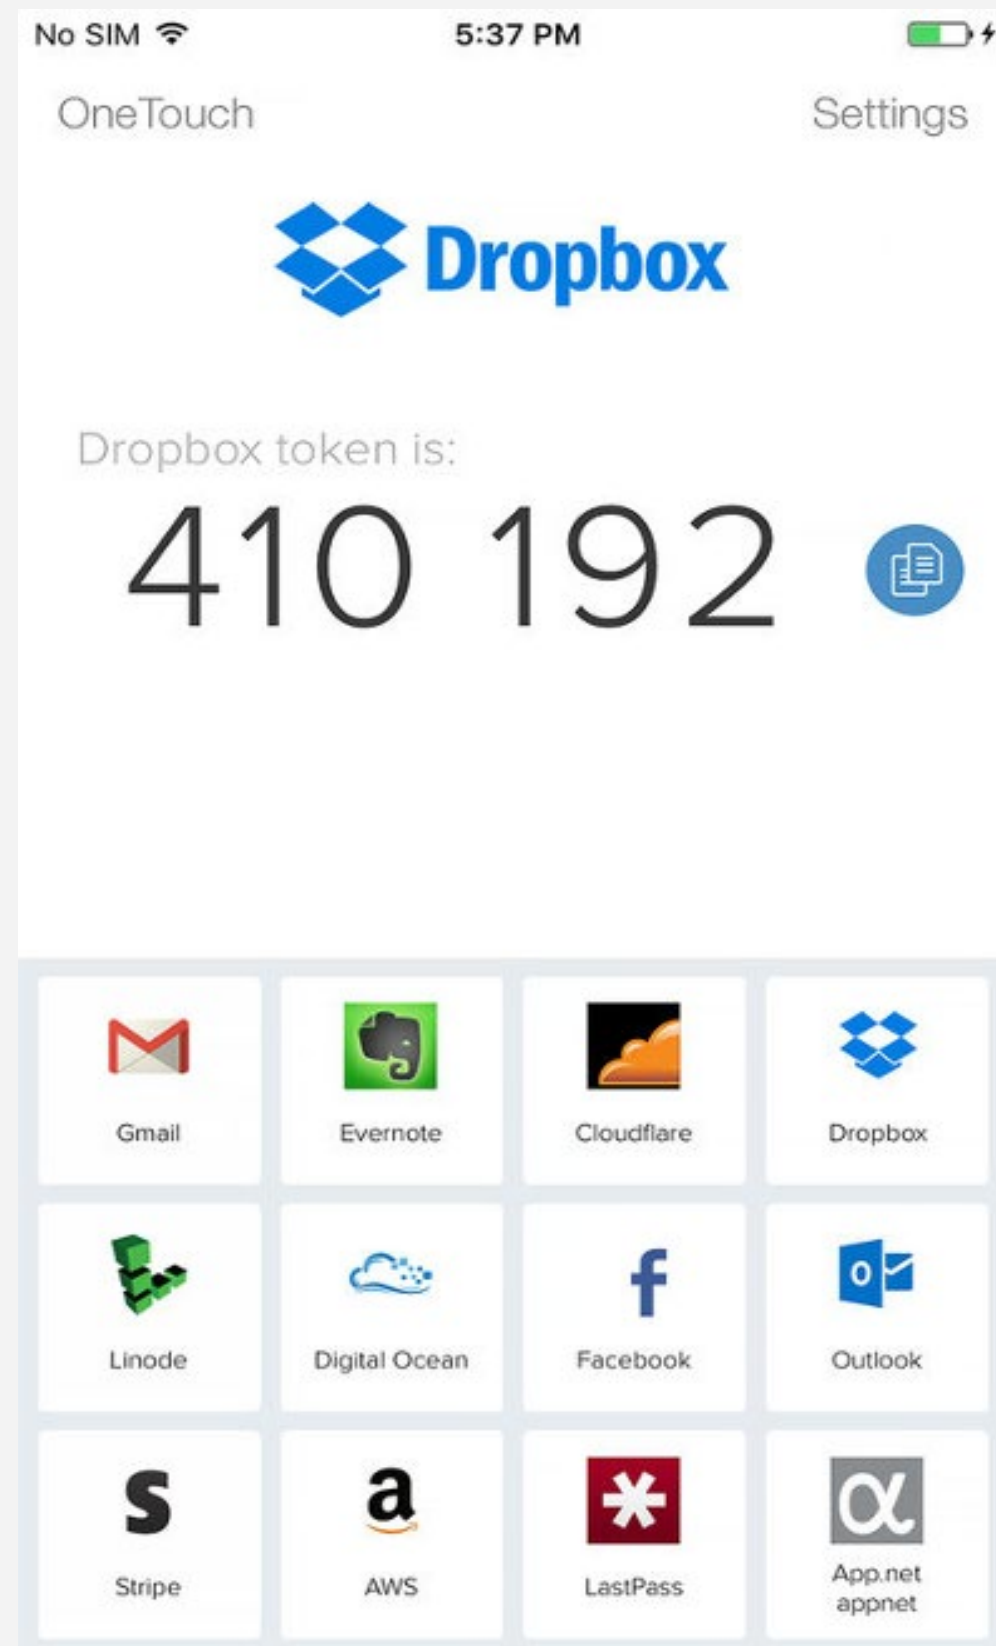 No SIM 5:37 PM
OneTouch Settings
Dropbox
Dropbox token is:
410 192
Gmail Evernote Cloudflare Dropbox
Linode Digital Ocean Facebook Outlook
Stripe AWS LastPass App.net
appnet